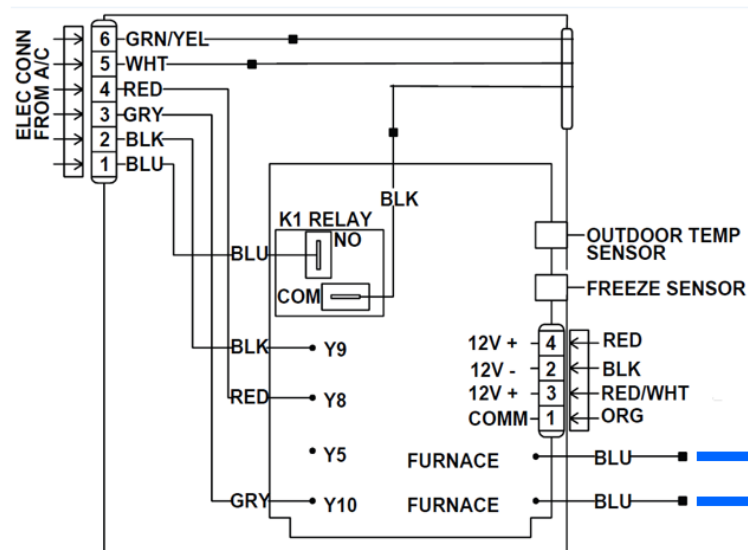 ELEC CONN
FROM A/C
6 GRN/YEL
5 WHT
4 RED
3 GRY
2 BLK
1 BLU
BLK
K1 RELAY
NO
BLU
COM
OUTDOOR TEMP
SENSOR
FREEZE SENSOR
12V + 4 RED
BLK Y9
12V - 2 BLK
12V + 3 RED/WHT
RED Y8
COMM 1 ORG
Y5
FURNACE BLU
GRY Y10
FURNACE BLU